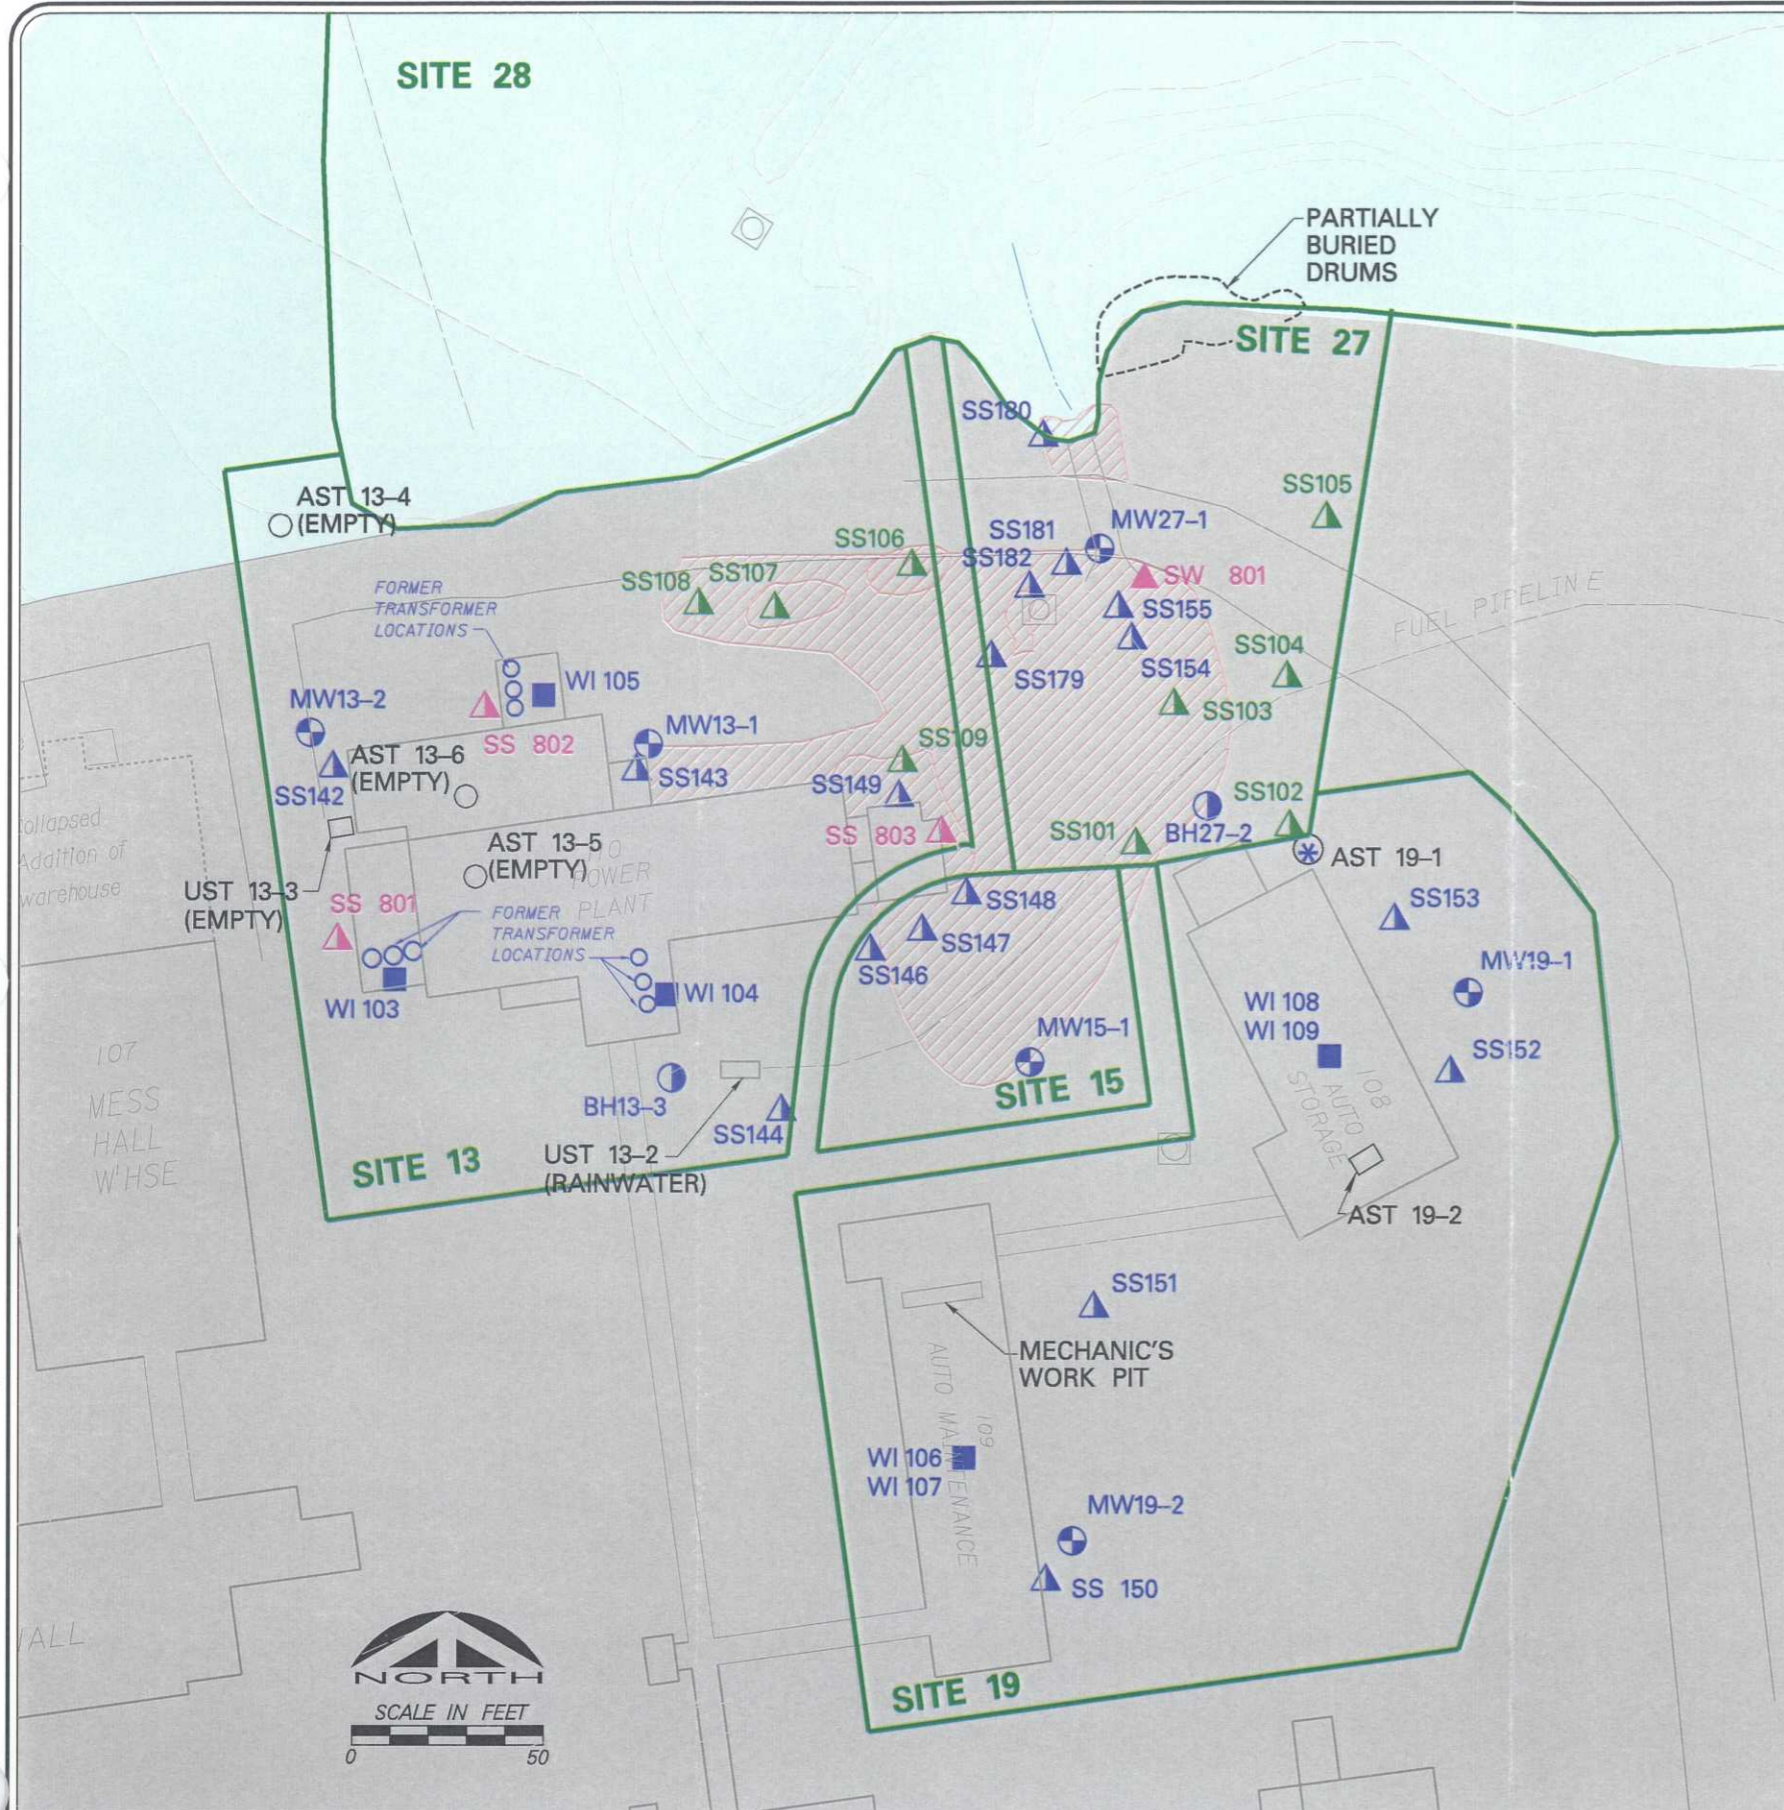 SITE 28
PARTIALLY
BURIED
DRUMS
SITE 27
SS180
AST 13-4
(EMPTY)
SS105
MW27-1
SS181
SS182
SS106
SW 801
SS108
SS107
FORMER
TRANSFORMER
LOCATIONS
SS155
FUEL PIPELINE
SS154
SS104
SS179
WI 105
SS103
MW13-2
MW13-1
SS 802
SS109
AST 13-6
(EMPTY)
SS143
SS142
SS149
SS102
SS 803
SS101
BH27-2
Addition of
warehouse
AST 13-5
(EMPTY)
POWER
PLANT
AST 19-1
UST 13-3
(EMPTY)
SS 801
FORMER
TRANSFORMER
LOCATIONS
SS148
SS153
SS147
SS146
MW19-1
WI 103
WI 104
WI 108
WI 109
MW15-1
SS152
107
MESS
HALL
W'HSE
SITE 15
BH13-3
SS144
108
AUTO
STORAGE
UST 13-2
(RAINWATER)
SITE 13
AST 19-2
SS151
MECHANIC'S
WORK PIT
109
AUTO MAINTENANCE
WI 106
WI 107
MW19-2
SS 150
NORTH
SCALE IN FEET
0 50
SITE 19